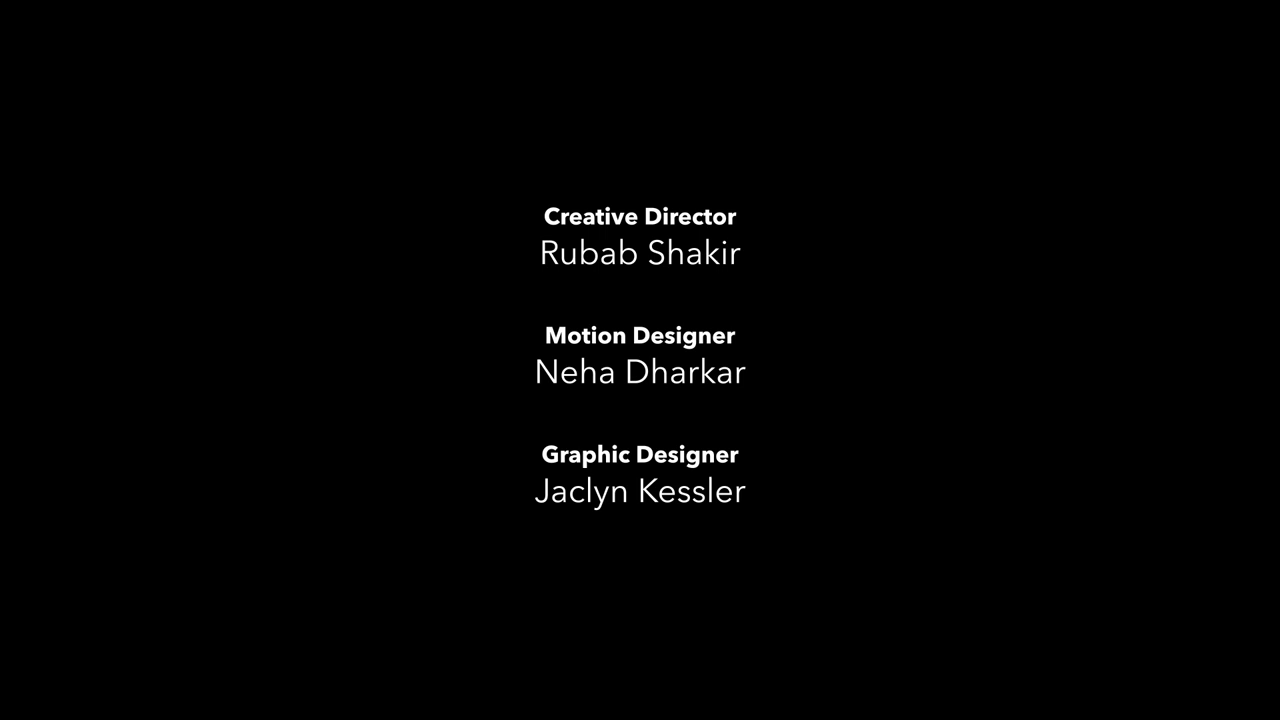 Creative Director
Rubab Shakir
Motion Designer
Neha Dharkar
Graphic Designer
Jaclyn Kessler